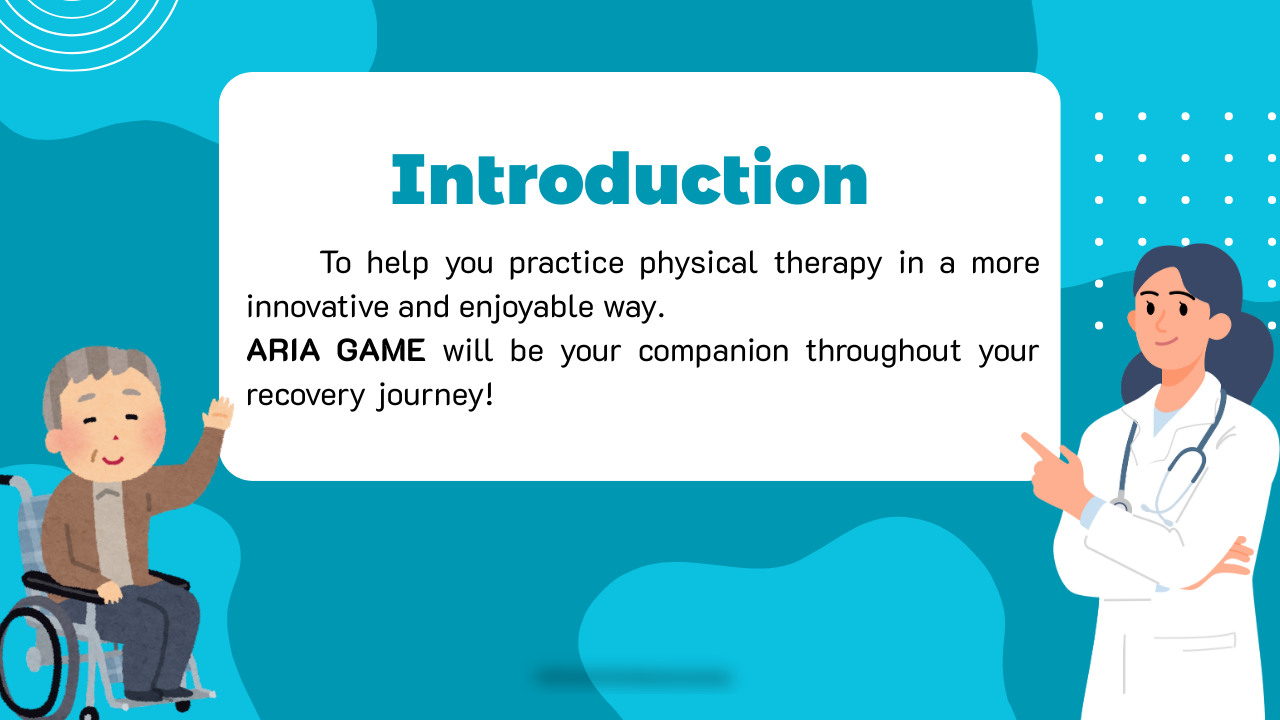 Introduction
To help you practice physical therapy in a more
innovative and enjoyable way.
ARIA GAME will be your companion throughout your
recovery journey!